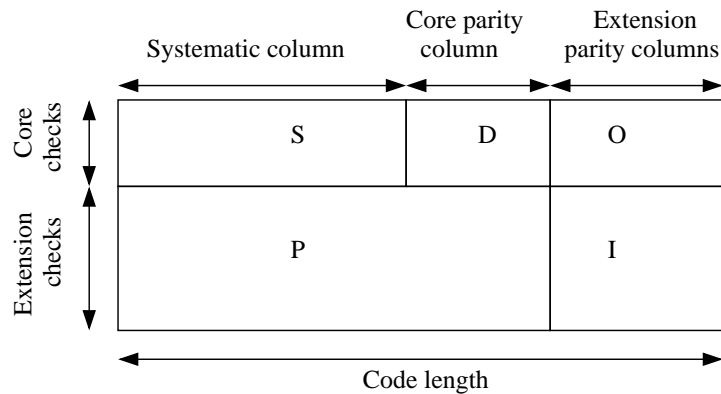 Systematic column
Core parity
column
Extension
parity columns
Core
checks
S
D
O
Extension
checks
P
I
Code length